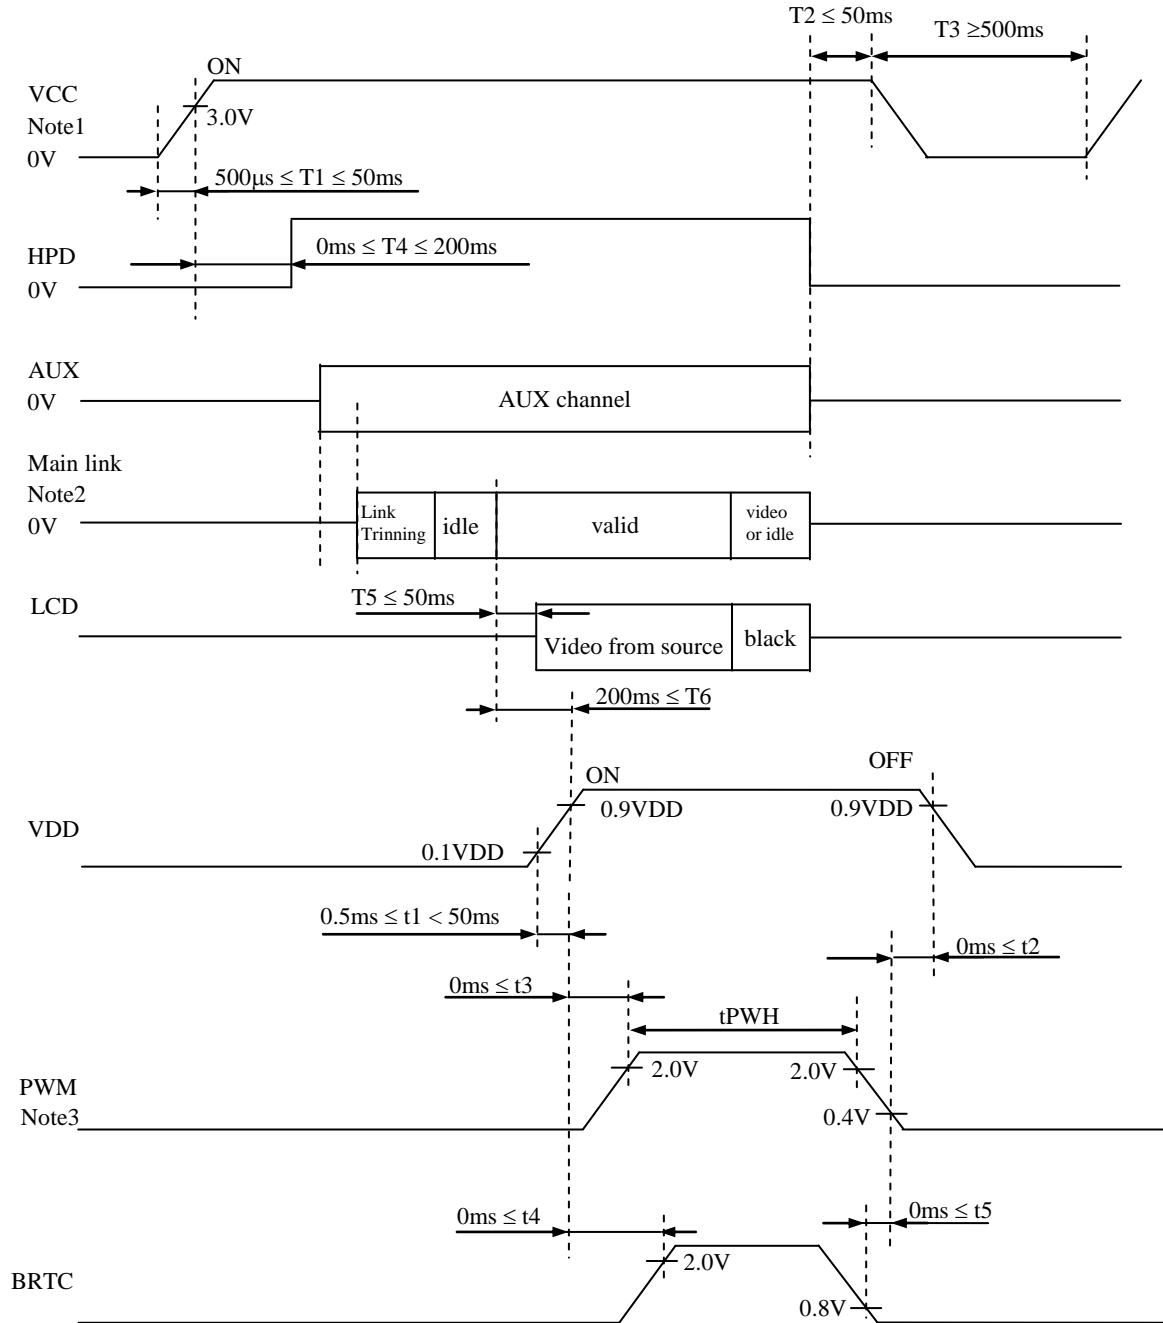 T2 ≤ 50ms
T3 ≥500ms
ON
VCC
Note1
3.0V
0V
500μs ≤ T1 ≤ 50ms
HPD
0V
0ms ≤ T4 ≤ 200ms
AUX
0V
AUX channel
Main link
Note2
0V
Link
Trinning
idle
valid
video
or idle
T5 ≤ 50ms
LCD
Video from source
black
200ms ≤ T6
ON
OFF
VDD
0.9VDD
0.9VDD
0.1VDD
0.5ms ≤ t1 < 50ms
0ms ≤ t2
0ms ≤ t3
tPWH
PWM
Note3
2.0V
2.0V
0.4V
0ms ≤ t4
0ms ≤ t5
BRTC
2.0V
0.8V